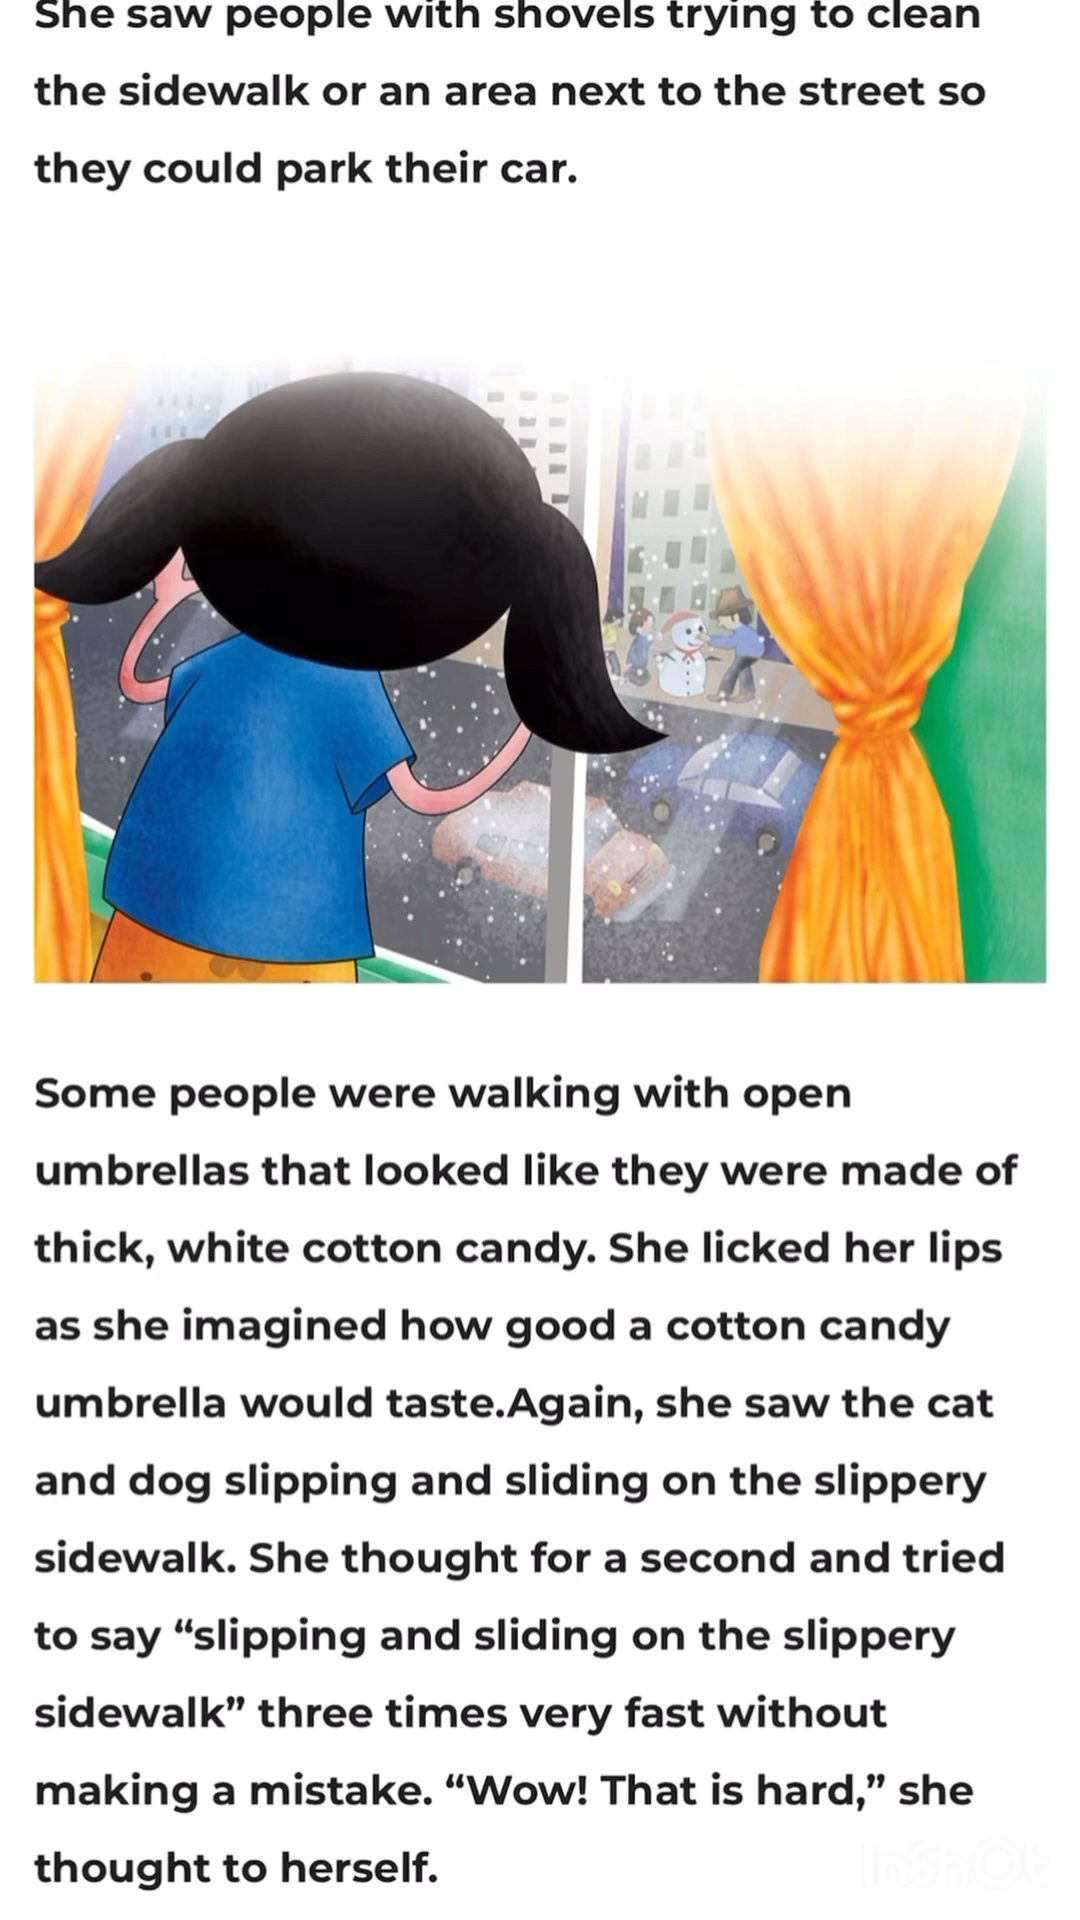 She saw people with shovels trying to clean
the sidewalk or an area next to the street so
they could park their car.
Some people were walking with open
umbrellas that looked like they were made of
thick, white cotton candy. She licked her lips
as she imagined how good a cotton candy
umbrella would taste.Again, she saw the cat
and dog slipping and sliding on the slippery
sidewalk. She thought for a second and tried
to say “slipping and sliding on the slippery
sidewalk” three times very fast without
making a mistake. “Wow! That is hard,” she
thought to herself.
InShOt